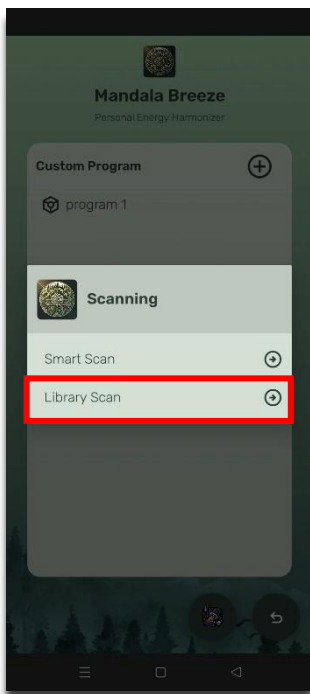 Mandala Breeze
Personal Energy Harmonizer
Custom Program
program 1
Scanning
Smart Scan
Library Scan